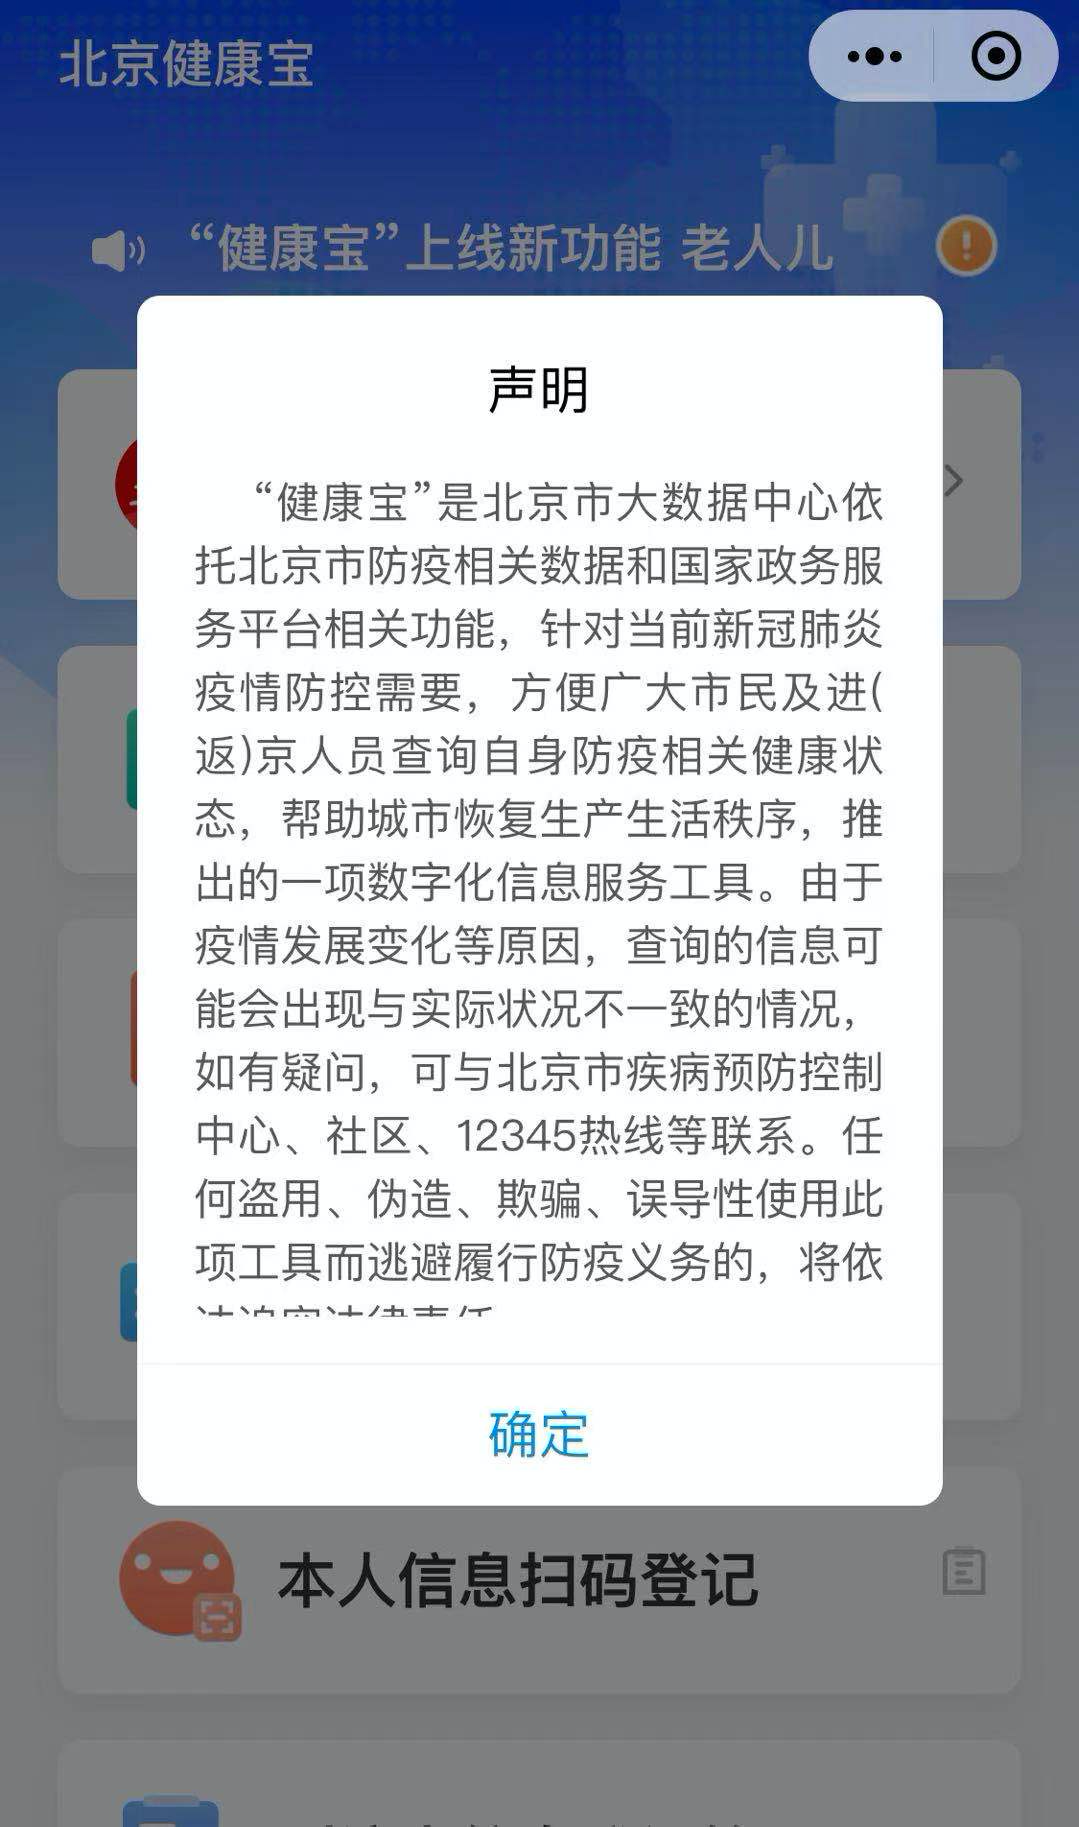 北京健康宝
“健康宝”上线新功能 老人儿
声明
“健康宝”是北京市大数据中心依
托北京市防疫相关数据和国家政务服
务平台相关功能，针对当前新冠肺炎
疫情防控需要，方便广大市民及进(
返)京人员查询自身防疫相关健康状
态，帮助城市恢复生产生活秩序，推
出的一项数字化信息服务工具。由于
疫情发展变化等原因，查询的信息可
能会出现与实际状况不一致的情况，
如有疑问，可与北京市疾病预防控制
中心、社区、12345热线等联系。任
何盗用、伪造、欺骗、误导性使用此
项工具而逃避履行防疫义务的，将依
法追究法律责任
确定
本人信息扫码登记